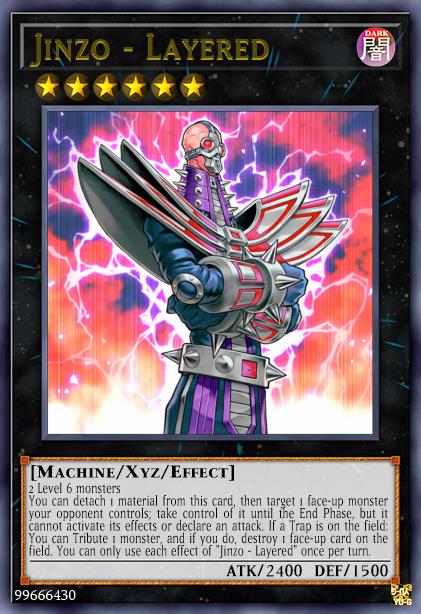 Jinzo - Layered
DARK
闇
[Machine/Xyz/Effect]
2 Level 6 monsters
You can detach 1 material from this card, then target 1 face-up monster
your opponent controls; take control of it until the End Phase, but it
cannot activate its effects or declare an attack. If a Trap is on the field:
You can Tribute 1 monster, and if you do, destroy 1 face-up card on the
field. You can only use each effect of "Jinzo - Layered" once per turn.
ATK/2400 DEF/1500
99666430